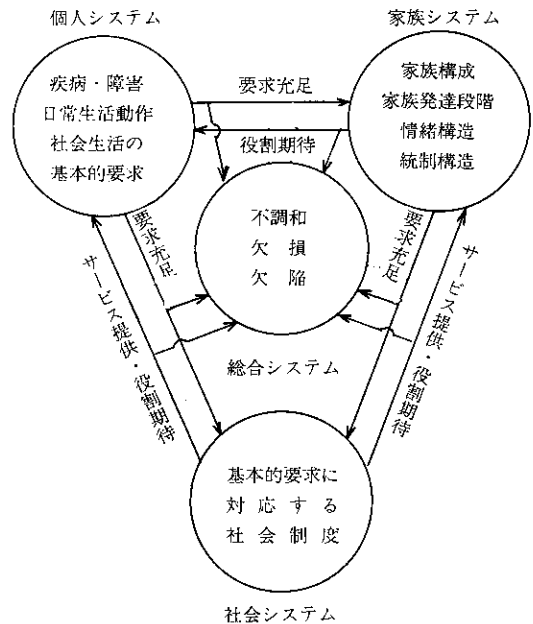 個人システム
家族システム
疾病・障害
日常生活動作
社会生活の
基本的要求
要求充足
役割期待
家族構成
家族発達段階
情緒構造
統制構造
不調和
欠損
欠陥
要求充足
サービス提供・役割期待
要求充足
サービス提供・役割期待
総合システム
基本的要求に
対応する
社会制度
社会システム